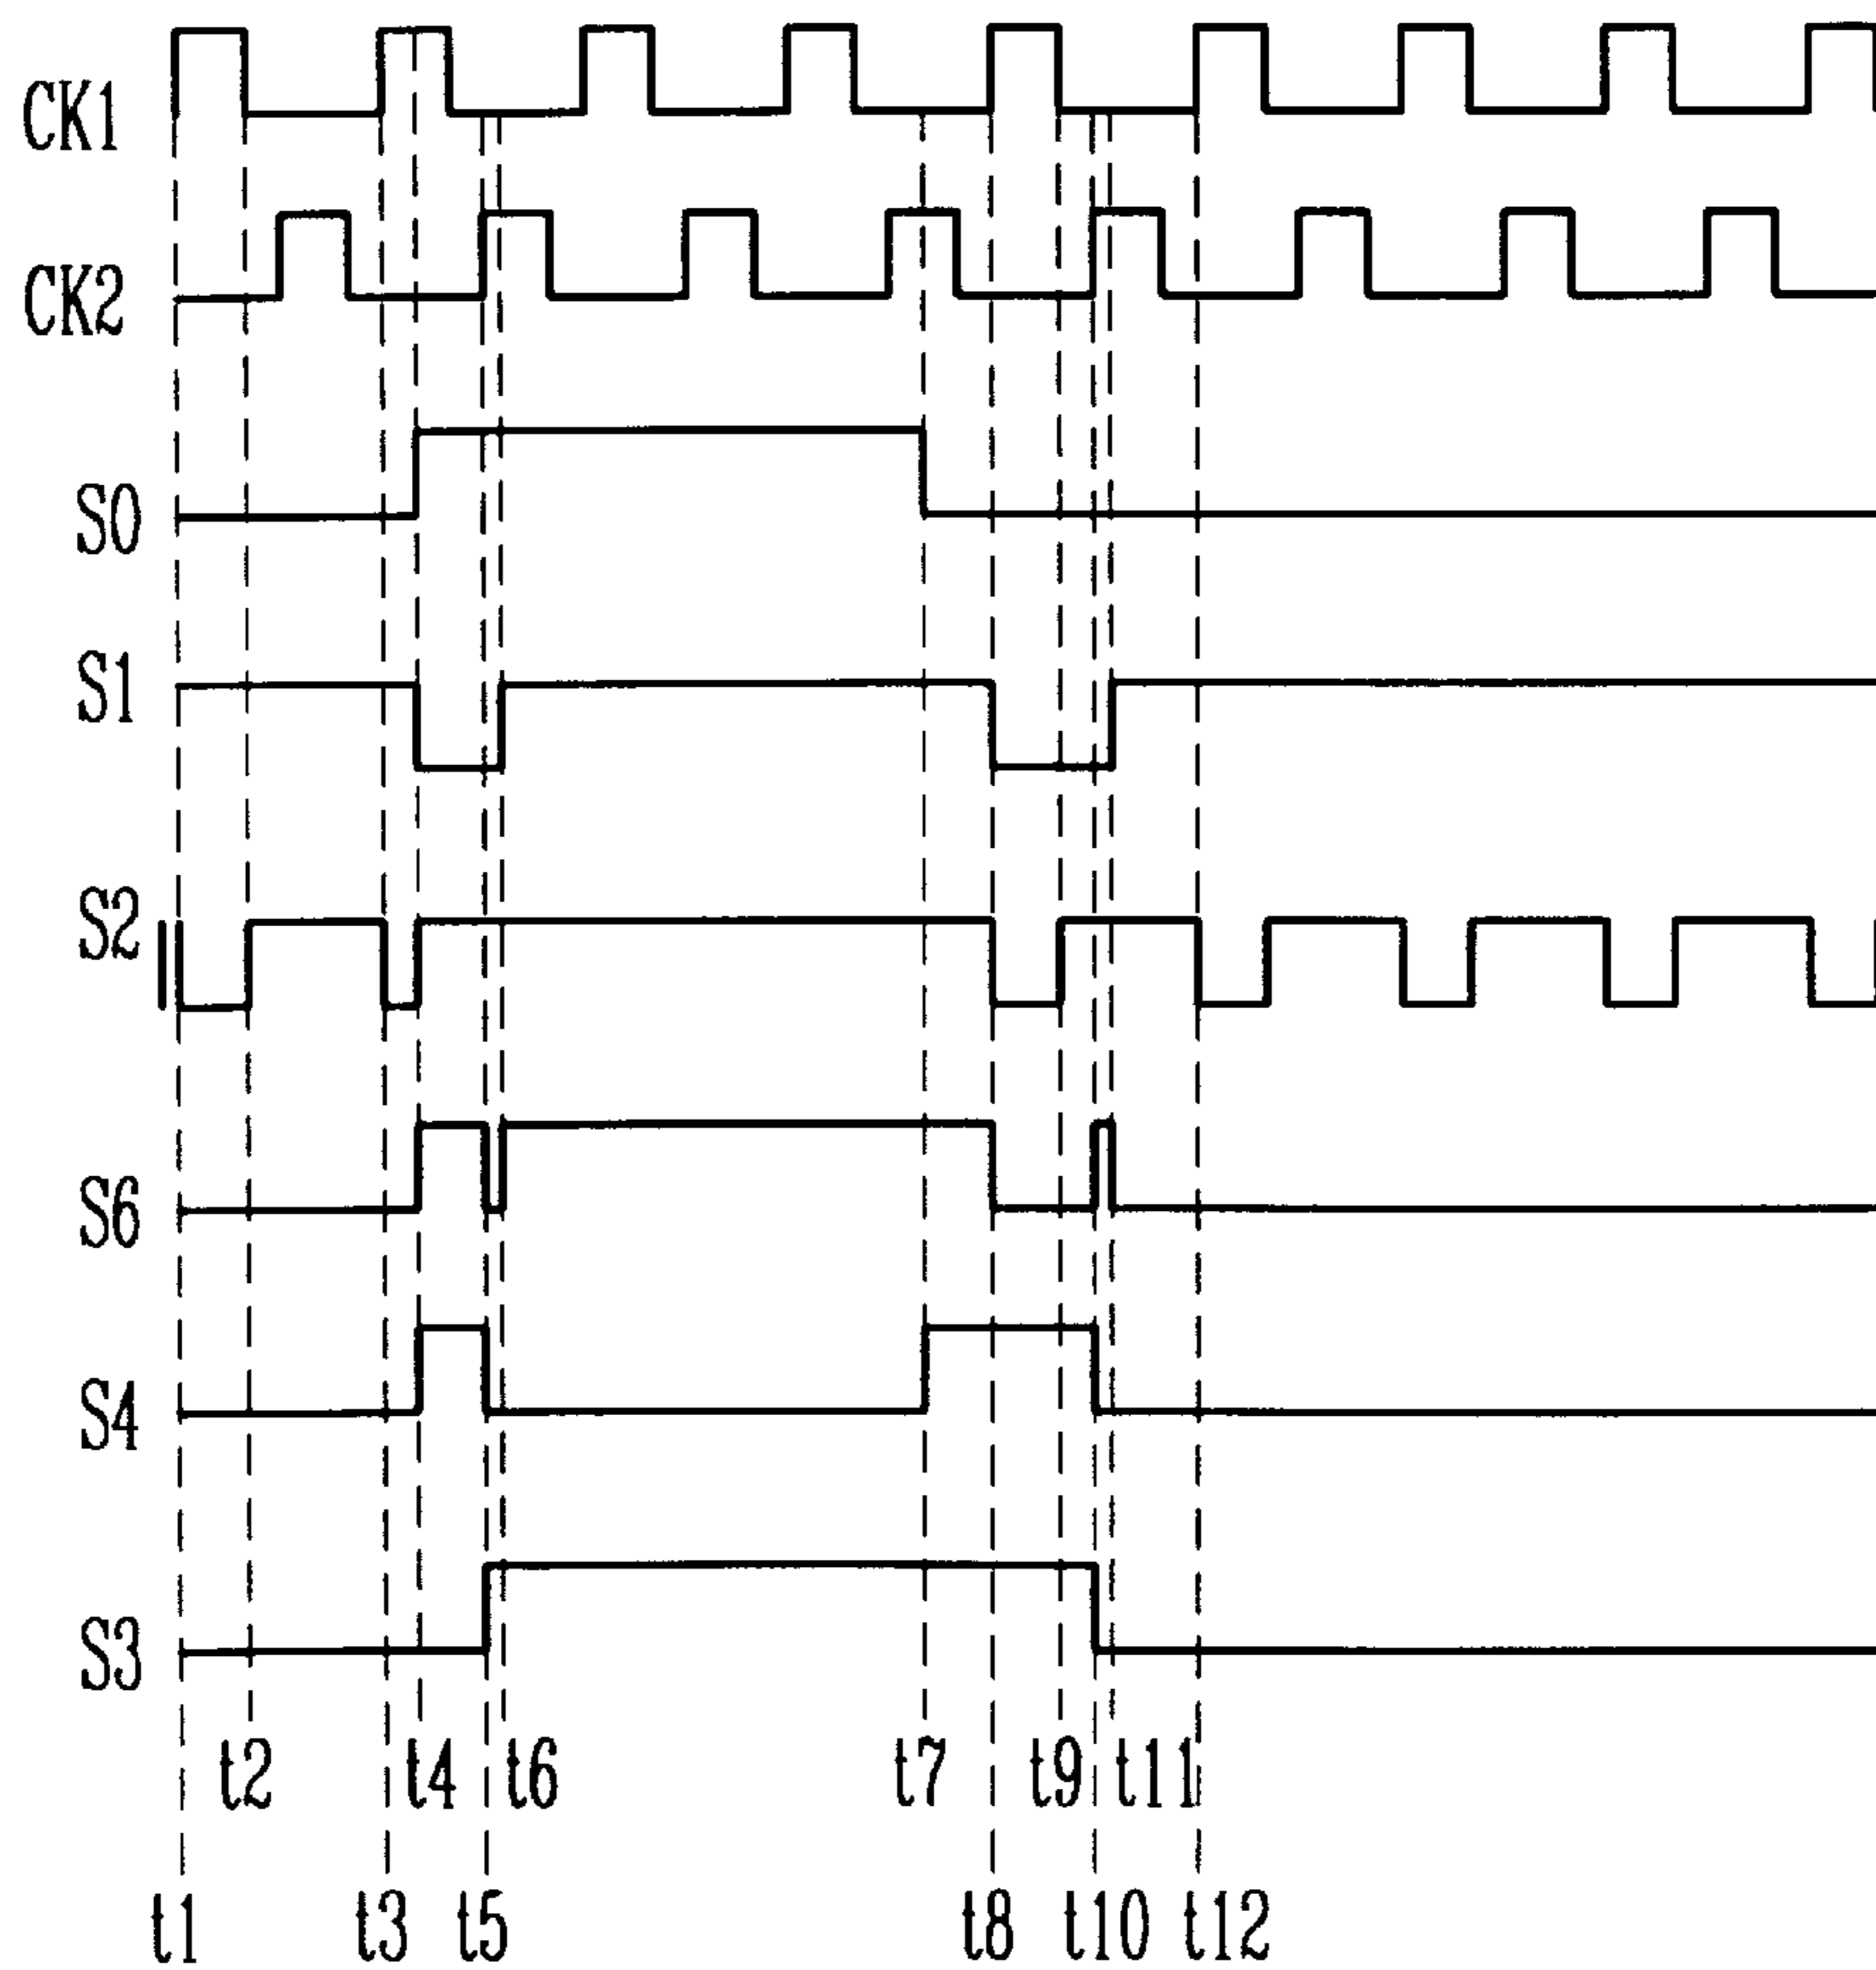 CK1
CK2
S0
S1
S2
S6
S4
S3
t2 t4 t6 t7 t9 t11
t1 t3 t5 t8 t10 t12